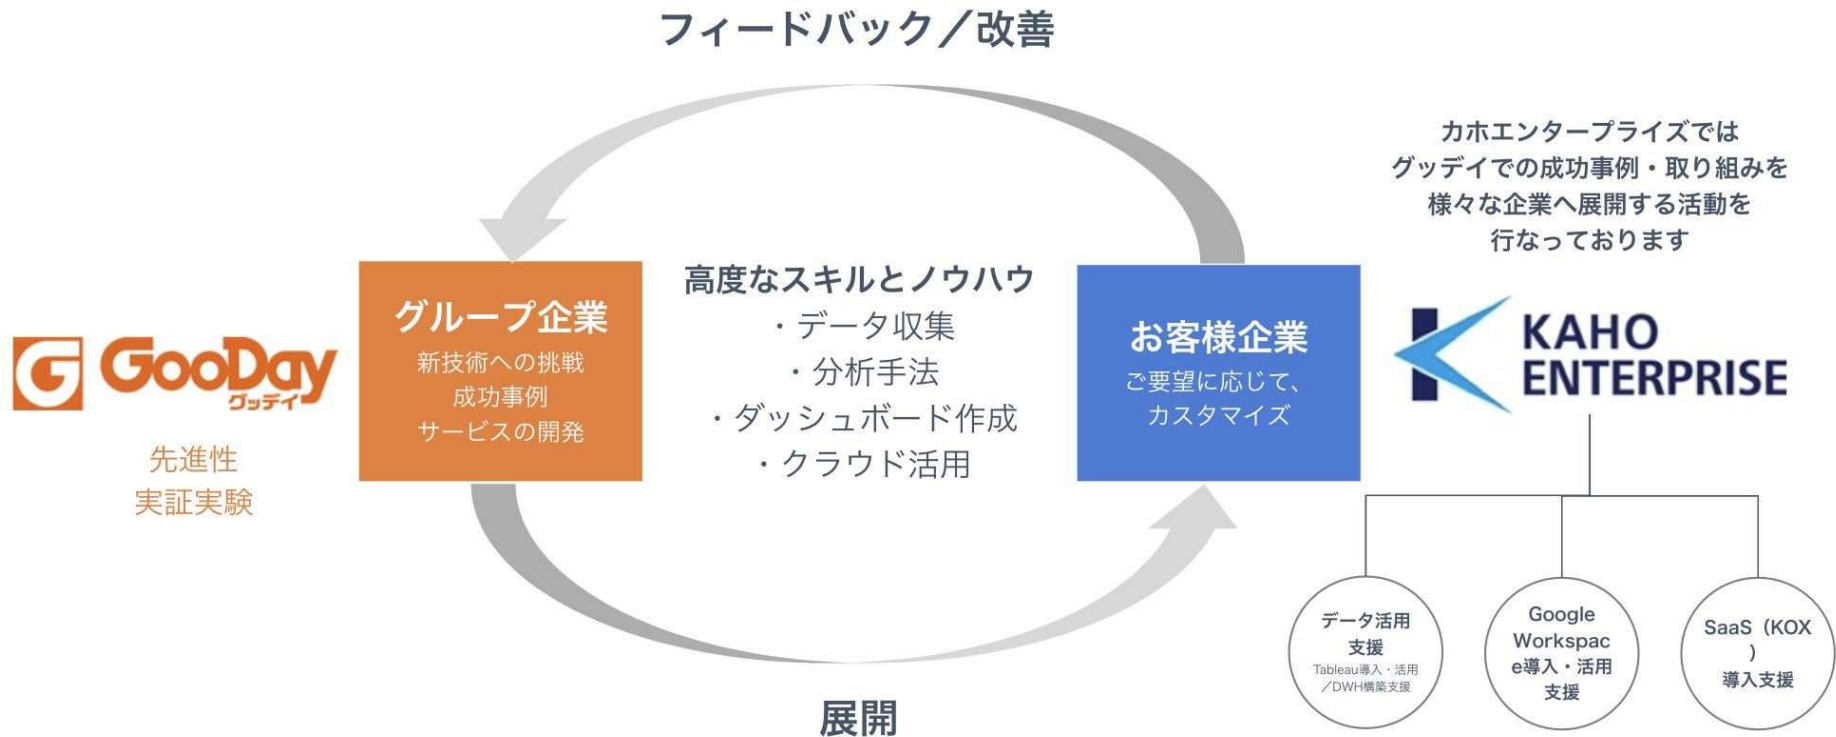 フィードバック／改善
カホエンタープライズでは
グッデイでの成功事例・取り組みを
様々な企業へ展開する活動を
行なっております
G GooDay
グッデイ
先進性
実証実験
グループ企業
新技術への挑戦
成功事例
サービスの開発
高度なスキルとノウハウ
・データ収集
・分析手法
・ダッシュボード作成
・クラウド活用
お客様企業
ご要望に応じて、
カスタマイズ
KAHO
ENTERPRISE
データ活用
支援
Tableau導入・活用
／DWH構築支援
Google
Workspac
e導入・活用
支援
SaaS（KOX
）
導入支援
展開